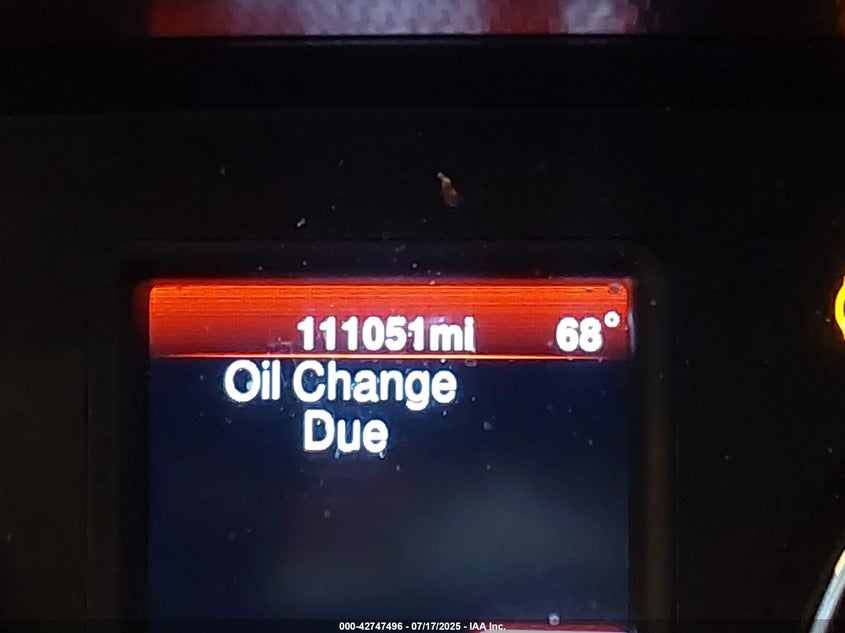 111051mi 68°
Oil Change
Due
000-42747496 - 07/17/2025 - IAA Inc.